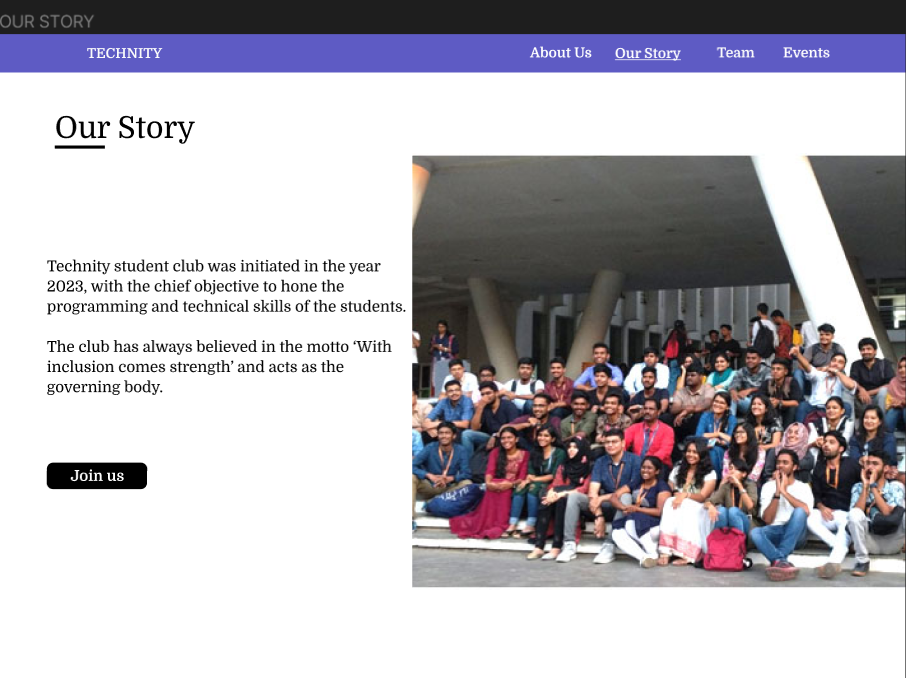 OUR STORY
TECHNITY About Us Our Story Team Events
Our Story
Technity student club was initiated in the year
2023, with the chief objective to hone the
programming and technical skills of the students.
The club has always believed in the motto ‘With
inclusion comes strength’ and acts as the
governing body.
Join us